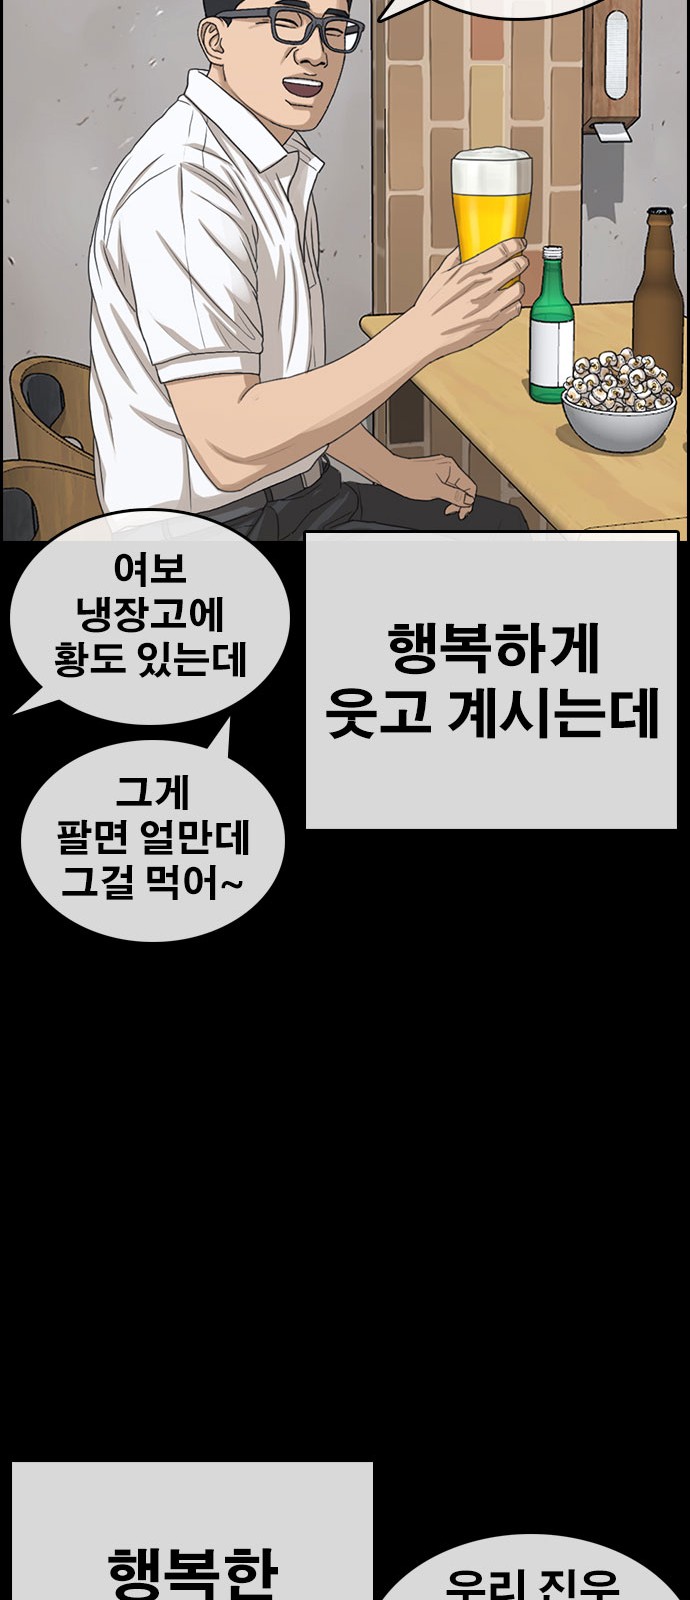 여보
냉장고에
황도 있는데
행복하게
웃고 계시는데
그게
팔면 얼만데
그걸 먹어~
행복한
우리 진우